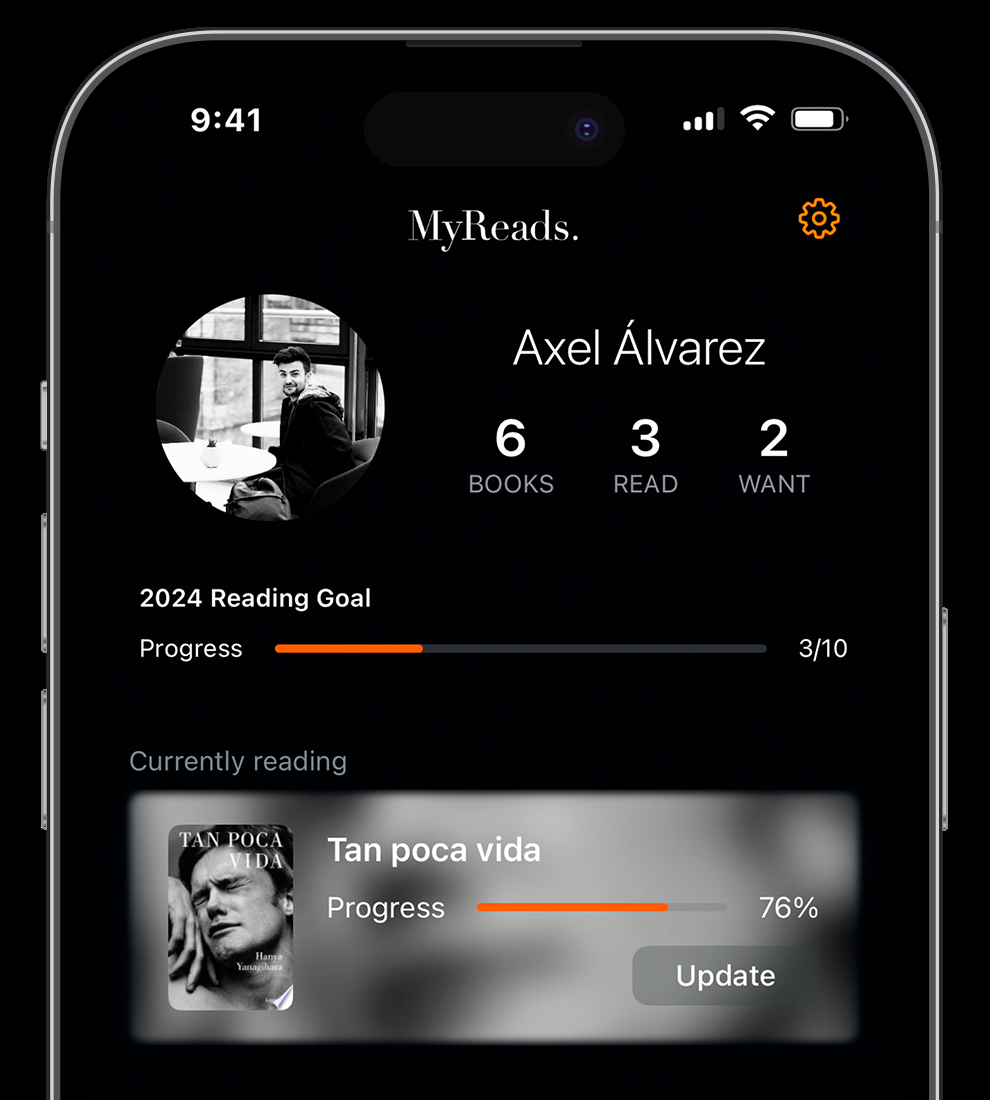 9:41
MyReads.
Axel Álvarez
6 3 2
BOOKS READ WANT
2024 Reading Goal
Progress 3/10
Currently reading
TAN POCA
VIDA
Hanya
Yanagihara
Tan poca vida
Progress 76%
Update